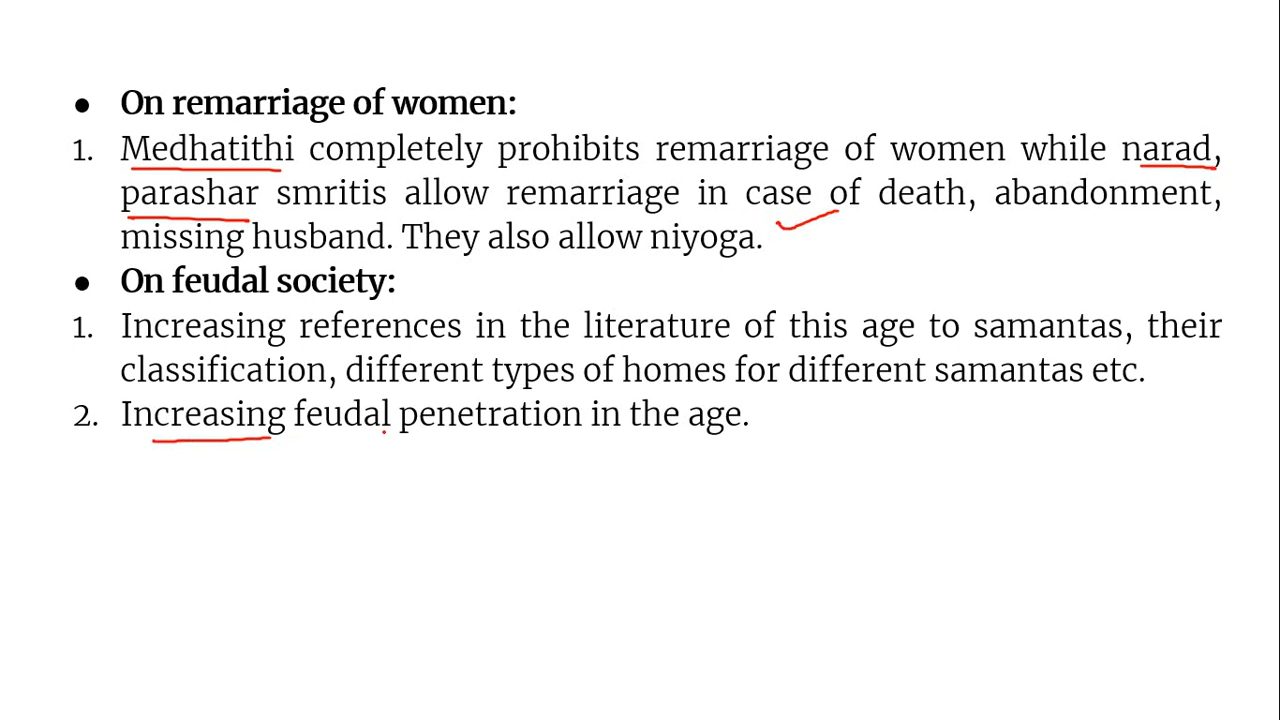 ● On remarriage of women:
1. Medhatithi completely prohibits remarriage of women while narad,
parashar smritis allow remarriage in case of death, abandonment,
missing husband. They also allow niyoga.
● On feudal society:
1. Increasing references in the literature of this age to samantas, their
classification, different types of homes for different samantas etc.
2. Increasing feudal penetration in the age.